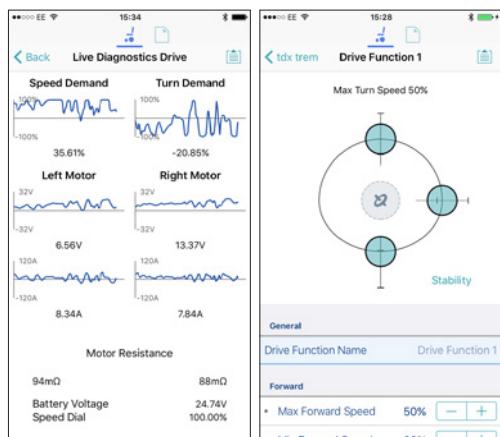 EE 15:34
Back Live Diagnostics Drive
Speed Demand Turn Demand
100% 100%
-100% -100%
35.61% -20.85%
Left Motor Right Motor
32V 32V
-32V -32V
6.56V 13.37V
120A 120A
-120A -120A
8.34A 7.84A
Motor Resistance
94mΩ 88mΩ
Battery Voltage 24.74V
Speed Dial 100.00%
EE 15:28
tdx trem Drive Function 1
Max Turn Speed 50%
Stability
General
Drive Function Name Drive Function 1
Forward
Max Forward Speed 50% − +